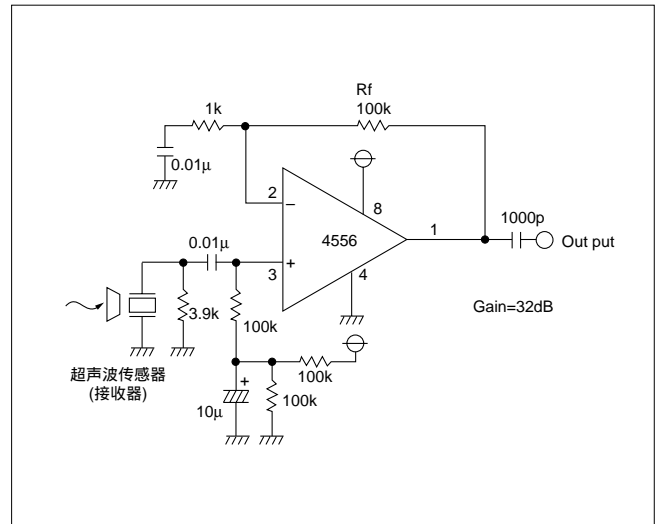 Rf
1k
100k
0.01μ
2
8
1000p
−
0.01μ
4556
1
Out put
+
3
4
Gain=32dB
3.9k
100k
超声波传感器
(接收器)
100k
+
10μ
100k